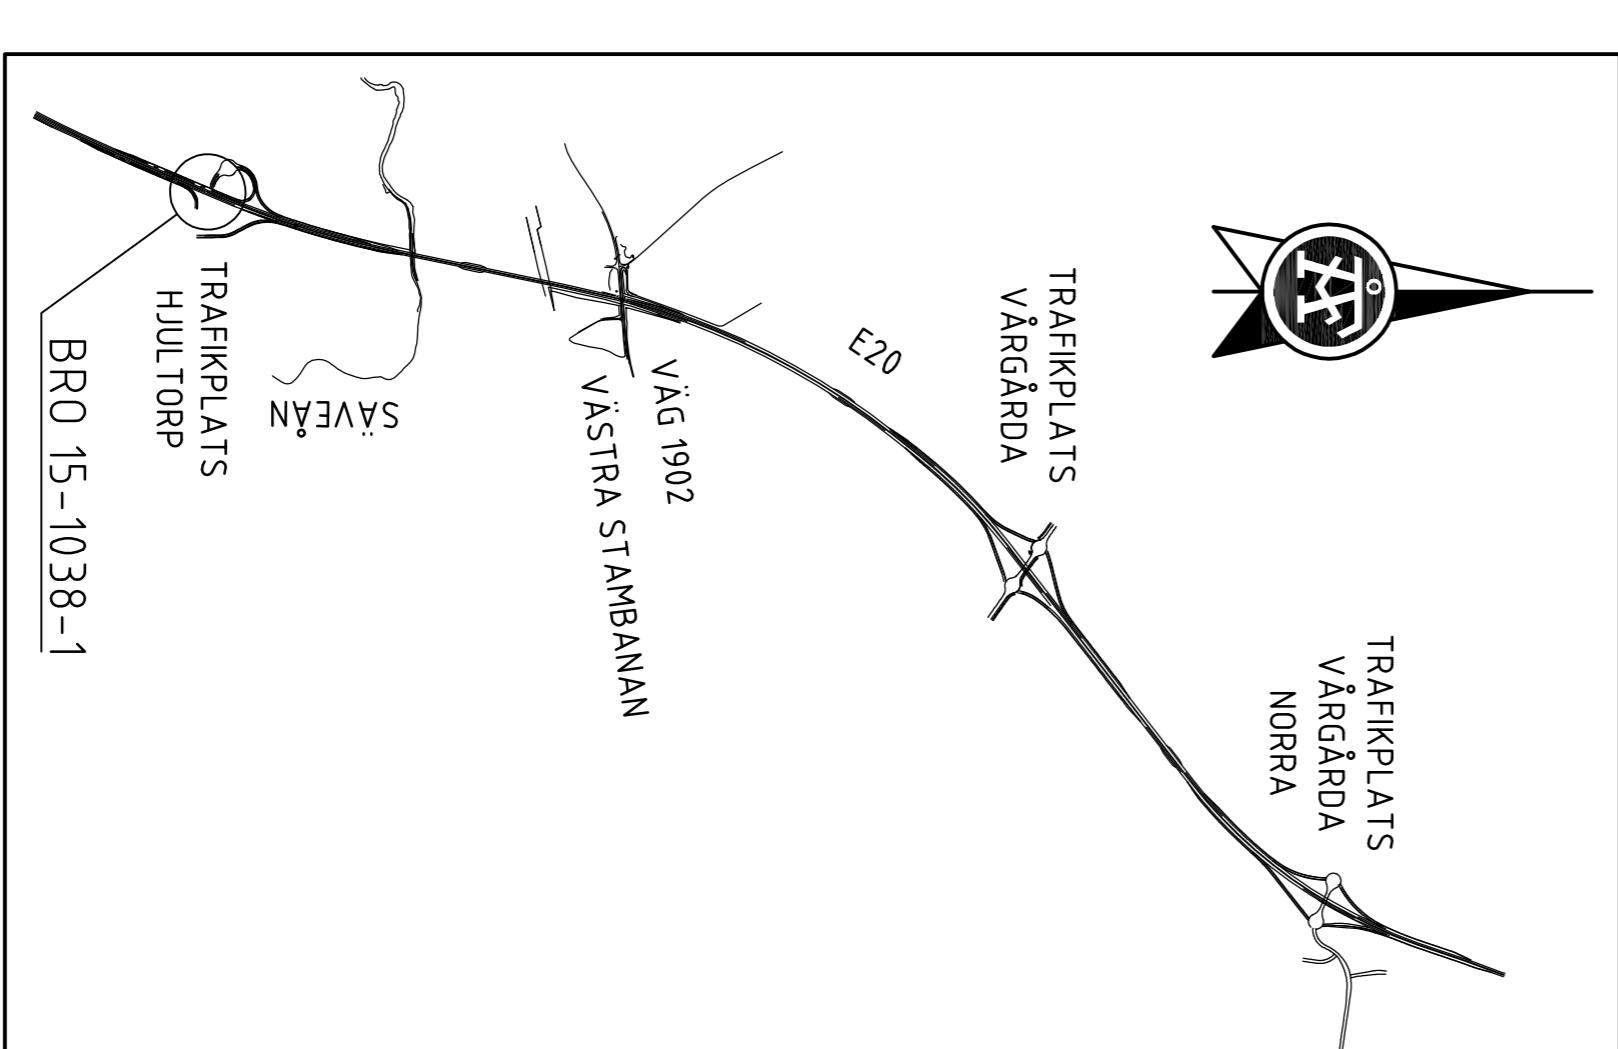 TRAFIKPLATS
VÅRGÅRDA
NORRA
TRAFIKPLATS
VÅRGÅRDA
E20
VÄG 1902
VÄSTRA STAMBANAN
SÄVEÅN
TRAFIKPLATS
HJULTORP
BRO 15-1038-1